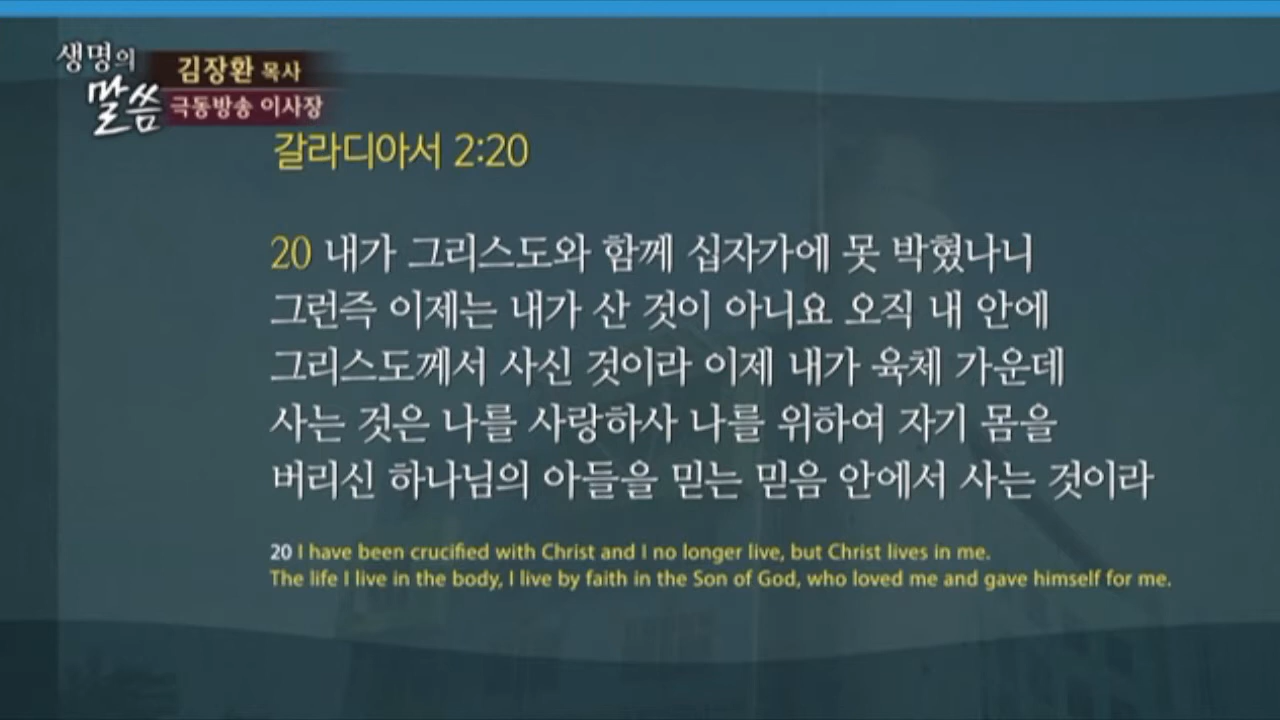 생명의
말씀
김장환 목사
극동방송 이사장
갈라디아서 2:20
20 내가 그리스도와 함께 십자가에 못 박혔나니
그런즉 이제는 내가 산 것이 아니요 오직 내 안에
그리스도께서 사신 것이라 이제 내가 육체 가운데
사는 것은 나를 사랑하사 나를 위하여 자기 몸을
버리신 하나님의 아들을 믿는 믿음 안에서 사는 것이라
20 I have been crucified with Christ and I no longer live, but Christ lives in me.
The life I live in the body, I live by faith in the Son of God, who loved me and gave himself for me.